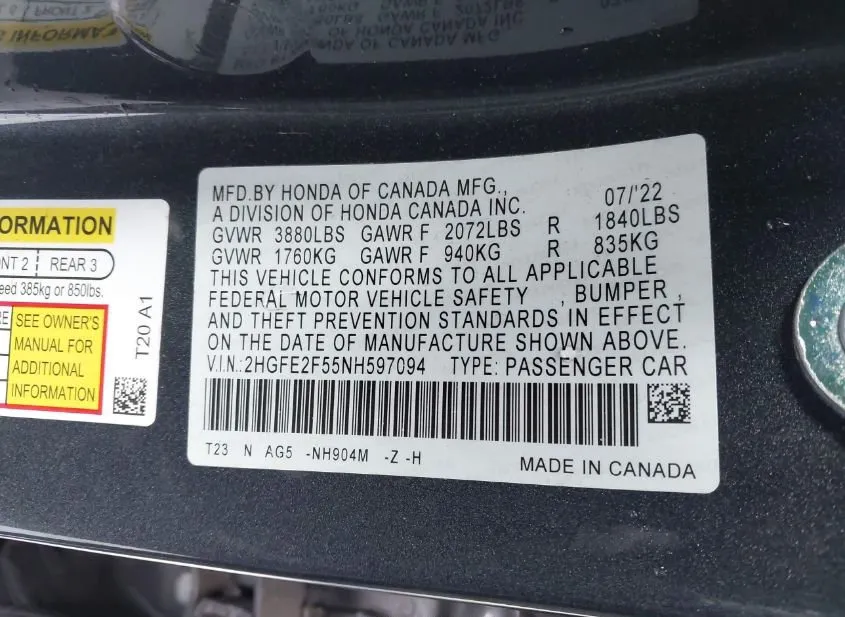 MFD.BY HONDA OF CANADA MFG., 07/'22
A DIVISION OF HONDA CANADA INC.
GVWR 3880LBS GAWR F 2072LBS R 1840LBS
GVWR 1760KG GAWR F 940KG R 835KG
THIS VEHICLE CONFORMS TO ALL APPLICABLE
FEDERAL MOTOR VEHICLE SAFETY , BUMPER ,
AND THEFT PREVENTION STANDARDS IN EFFECT
ON THE DATE OF MANUFACTURE SHOWN ABOVE.
V.I.N.: 2HGFE2F55NH597094 TYPE: PASSENGER CAR
T23 N AG5 -NH904M -Z -H
MADE IN CANADA
ORMATION
NT 2 REAR 3
eed 385kg or 850lbs.
RE
SEE OWNER'S
MANUAL FOR
ADDITIONAL
INFORMATION
T20 A1